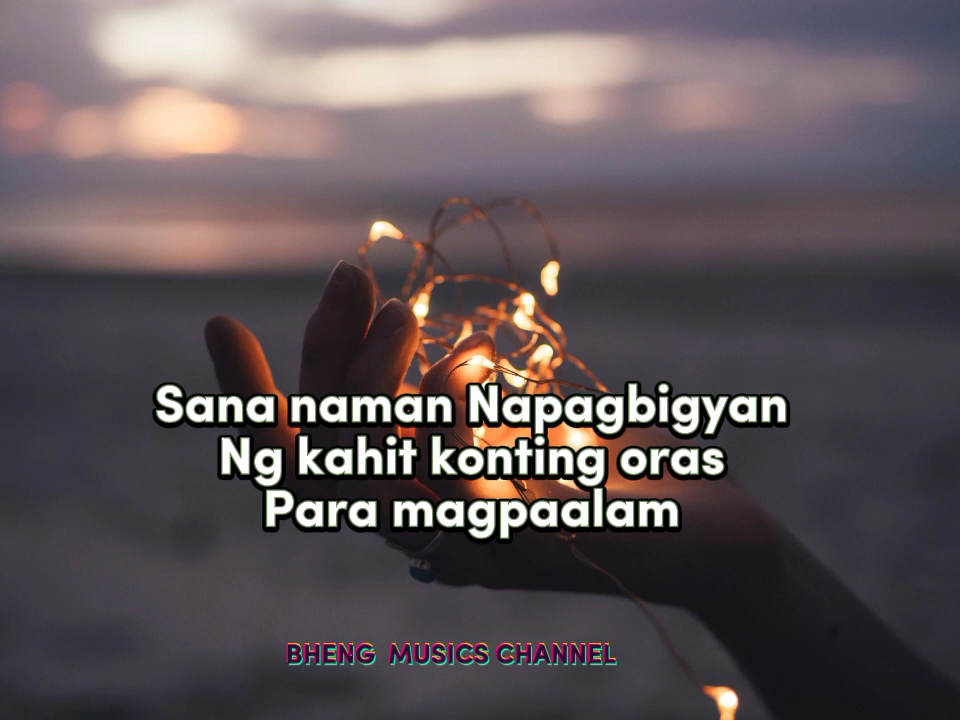 Sana naman Napagbigyan
Ng kahit konting oras
Para magpaalam
BHENG MUSICS CHANNEL